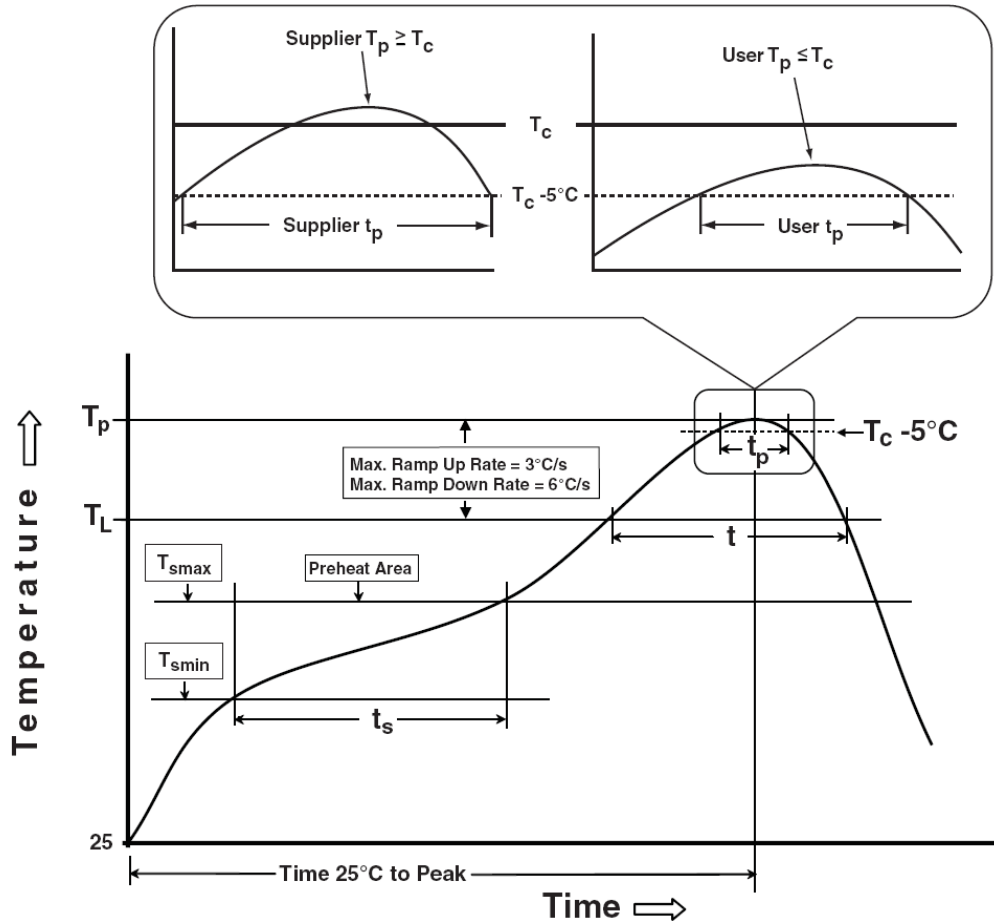 Supplier Tp ≥ Tc
User Tp ≤ Tc
Tc
Tc -5°C
Supplier tp
User tp
Tp
Tc -5°C
tp
Max. Ramp Up Rate = 3°C/s
Max. Ramp Down Rate = 6°C/s
TL
t
Tsmax
Preheat Area
Tsmin
ts
Temperature
25
Time 25°C to Peak
Time